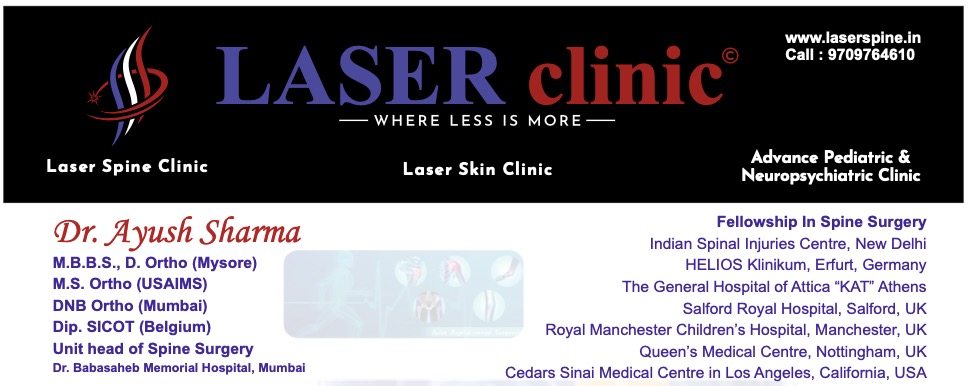 LASER clinic©
WHERE LESS IS MORE
www.laserspine.in
Call : 9709764610
Laser Spine Clinic
Laser Skin Clinic
Advance Pediatric &
Neuropsychiatric Clinic
Dr. Ayush Sharma
M.B.B.S., D. Ortho (Mysore)
M.S. Ortho (USAIMS)
DNB Ortho (Mumbai)
Dip. SICOT (Belgium)
Unit head of Spine Surgery
Dr. Babasaheb Memorial Hospital, Mumbai
Fellowship In Spine Surgery
Indian Spinal Injuries Centre, New Delhi
HELIOS Klinikum, Erfurt, Germany
The General Hospital of Attica “KAT” Athens
Salford Royal Hospital, Salford, UK
Royal Manchester Children’s Hospital, Manchester, UK
Queen’s Medical Centre, Nottingham, UK
Cedars Sinai Medical Centre in Los Angeles, California, USA